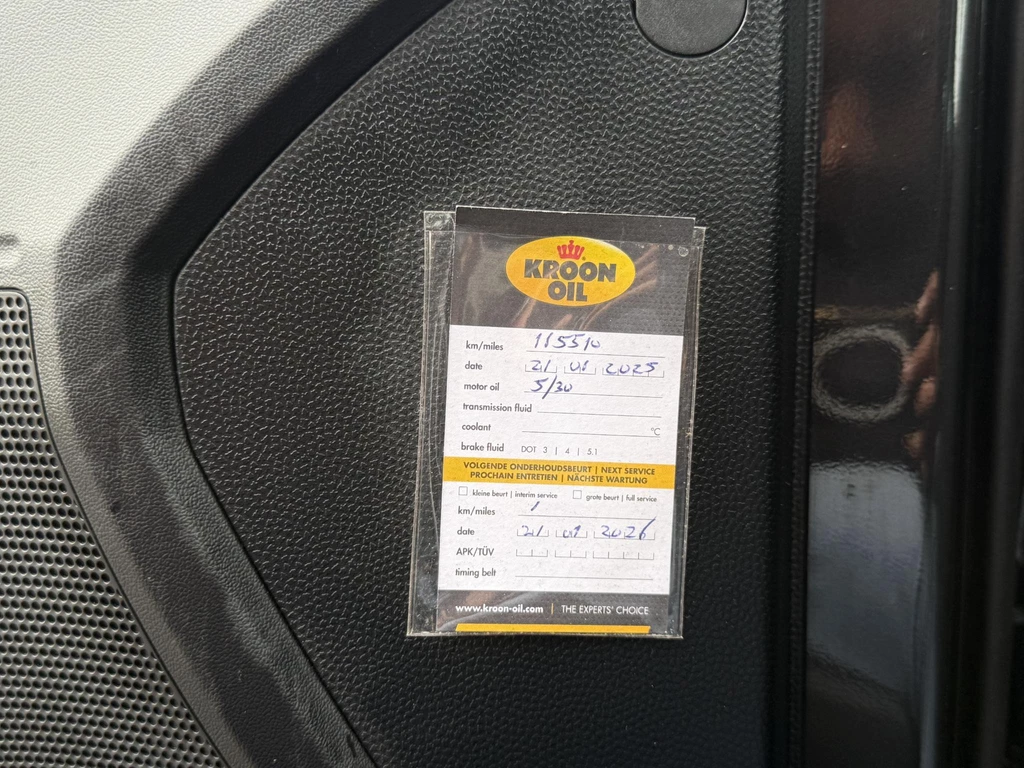 KROON
OIL
km/miles 115510
date 21 01 2025
motor oil 5/30
transmission fluid
coolant °C
brake fluid DOT 3 | 4 | 5.1
VOLGENDE ONDERHOUDSBEURT | NEXT SERVICE
PROCHAIN ENTRETIEN | NÄCHSTE WARTUNG
kleine beurt | interim service grote beurt | full service
km/miles /
date 21 01 2026
APK/TÜV
timing belt
www.kroon-oil.com | THE EXPERTS' CHOICE